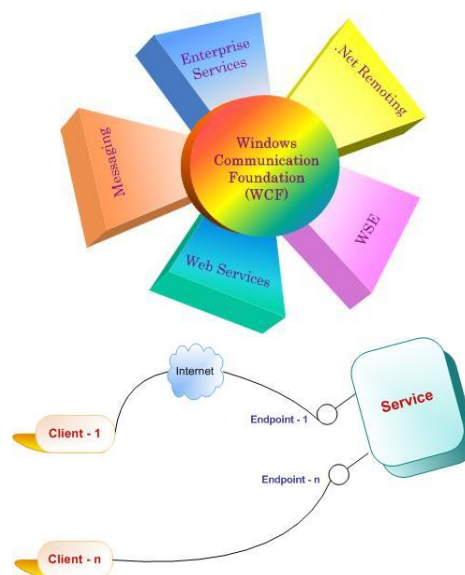 Enterprise
Services
.Net Remoting
Messaging
Windows
Communication
Foundation
(WCF)
WSE
Web Services
Internet
Client - 1
Endpoint - 1
Service
Endpoint - n
Client - n